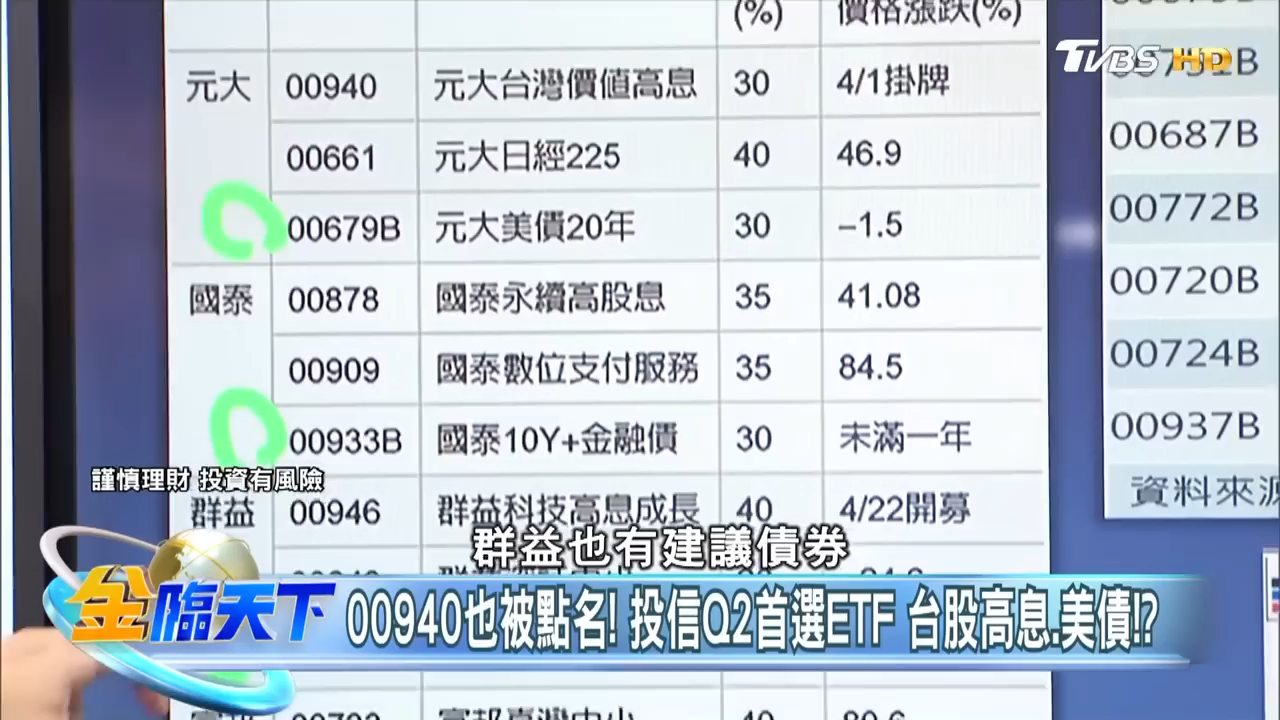 (%) 價格漲跌(%)
TVBS HD
元大 00940 元大台灣價值高息 30 4/1掛牌
00661 元大日經225 40 46.9
00679B 元大美債20年 30 –1.5
國泰 00878 國泰永續高股息 35 41.08
00909 國泰數位支付服務 35 84.5
00933B 國泰10Y+金融債 30 未滿一年
群益 00946 群益科技高息成長 40 4/22開募
00687B
00772B
00720B
00724B
00937B
資料來源
謹慎理財 投資有風險
群益也有建議債券
金臨天下
00940也被點名! 投信Q2首選ETF 台股高息.美債!?